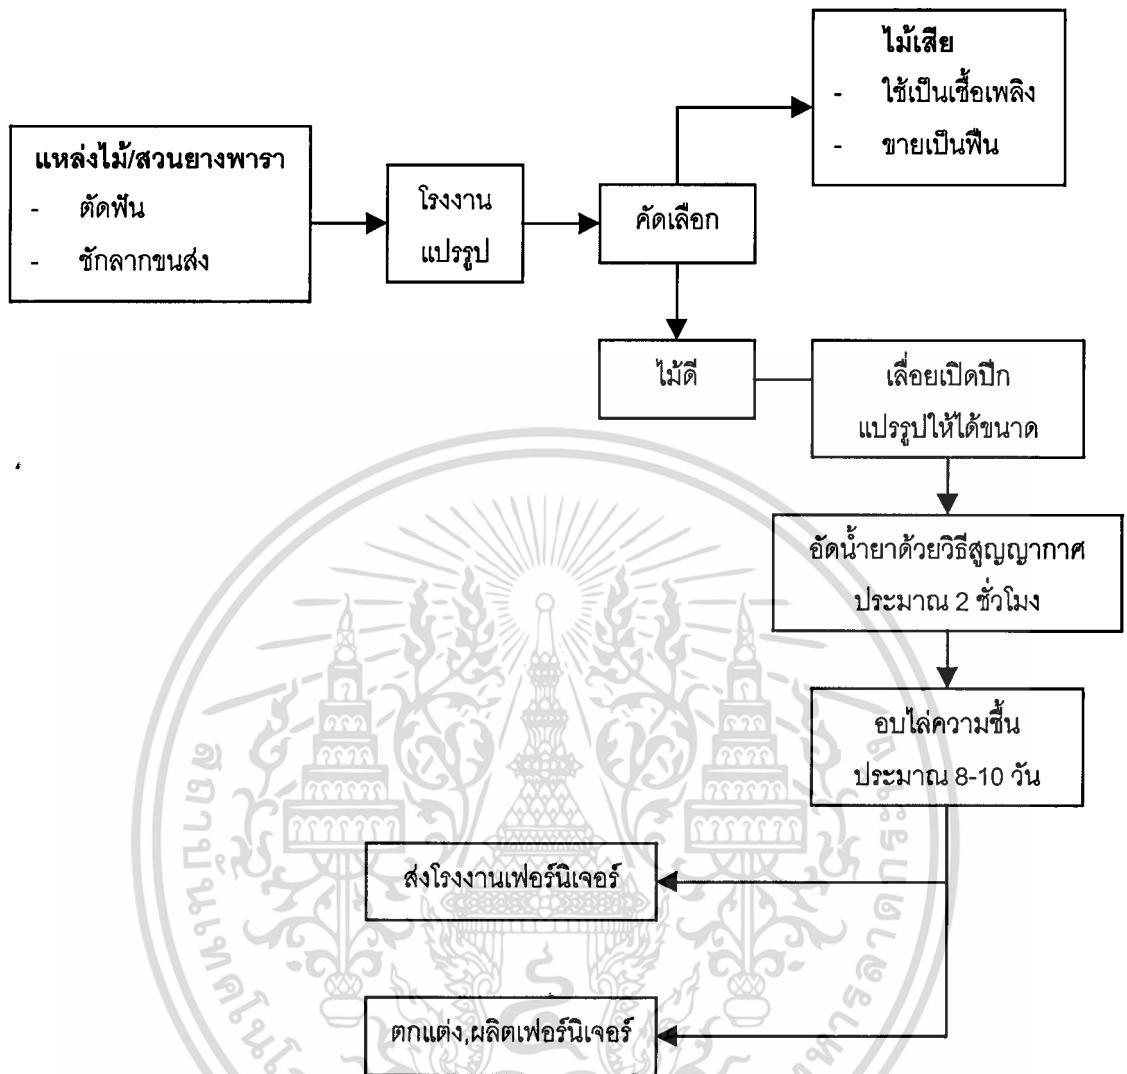 ไม้เสีย
- ใช้เป็นเชื้อเพลิง
- ขายเป็นฟืน
แหล่งไม้/สวนยางพารา
- ตัดฟัน
- ชักลากขนส่ง
โรงงาน
แปรรูป
คัดเลือก
ไม้ดี
เลื่อยเปิดปีก
แปรรูปให้ได้ขนาด
อัดน้ำยาด้วยวิธีสูญญากาศ
ประมาณ 2 ชั่วโมง
อบไล่ความชื้น
ประมาณ 8-10 วัน
ส่งโรงงานเฟอร์นิเจอร์
ตกแต่ง,ผลิตเฟอร์นิเจอร์